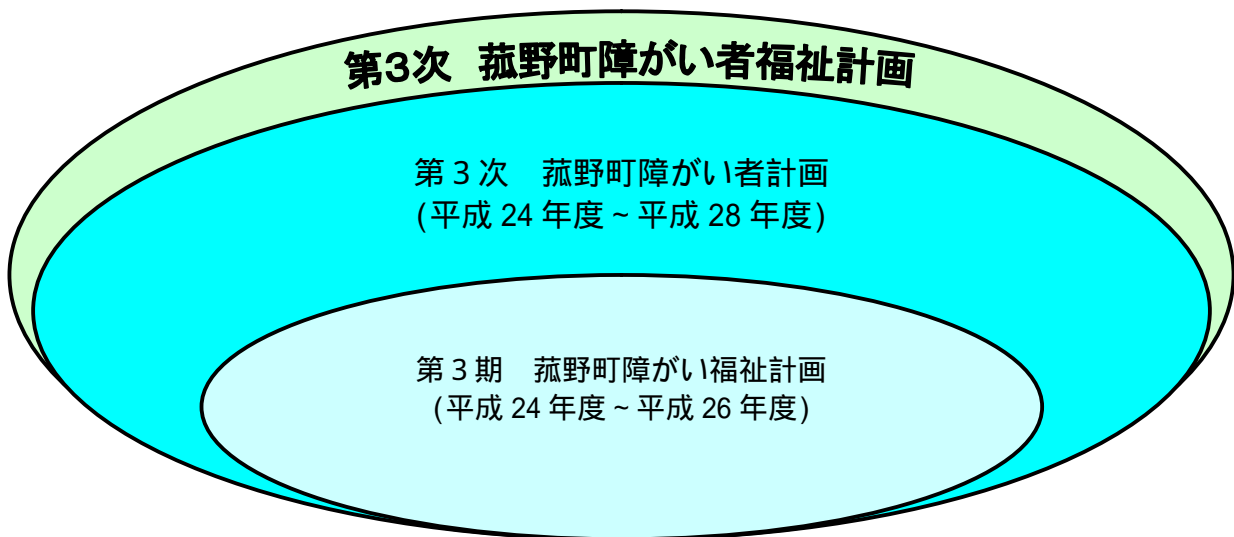 第３次　菰野町障がい者福祉計画
第３次　菰野町障がい者計画
(平成 24 年度 ~ 平成 28 年度)
第３期　菰野町障がい福祉計画
(平成 24 年度 ~ 平成 26 年度)